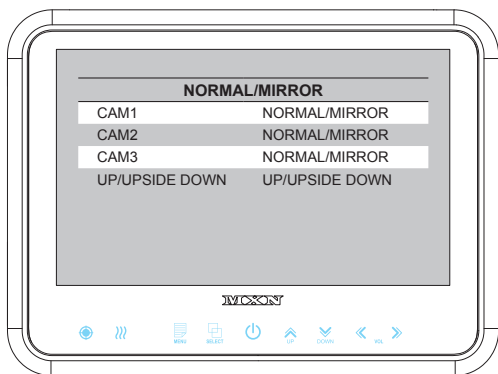 NORMAL/MIRROR
CAM1 NORMAL/MIRROR
CAM2 NORMAL/MIRROR
CAM3 NORMAL/MIRROR
UP/UPSIDE DOWN UP/UPSIDE DOWN
MXN
MENU SELECT UP DOWN VOL